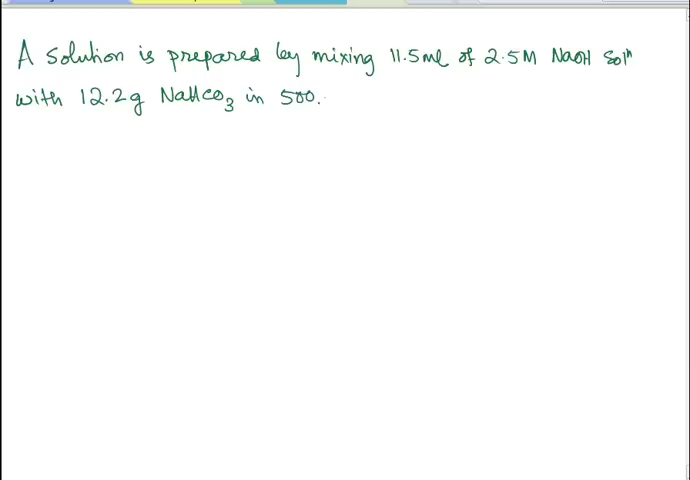 A solution is prepared by mixing 11.5ml of 2.5M NaOH Solⁿ
with 12.2g NaHCO₃ in 500.